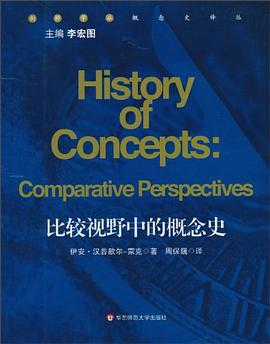 剑桥学派概念史译丛
主编 李宏图
History
of
Concepts:
Comparative Perspectives
比较视野中的概念史
伊安·汉普歇尔-蒙克 著 周保巍 译
华东师范大学出版社